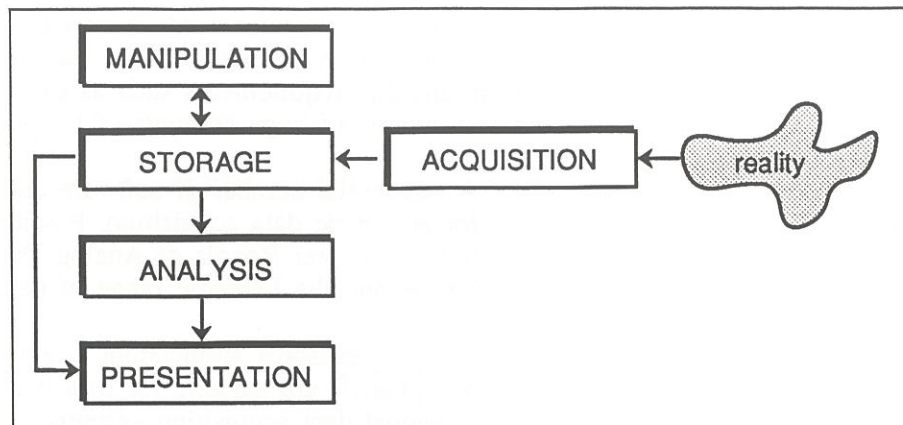 MANIPULATION
STORAGE
ACQUISITION
reality
ANALYSIS
PRESENTATION